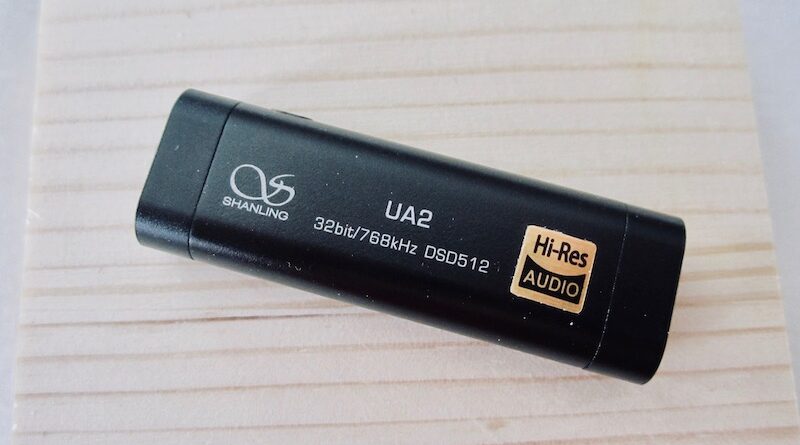 SHANLING
UA2
32bit/768kHz DSD512
Hi-Res
AUDIO